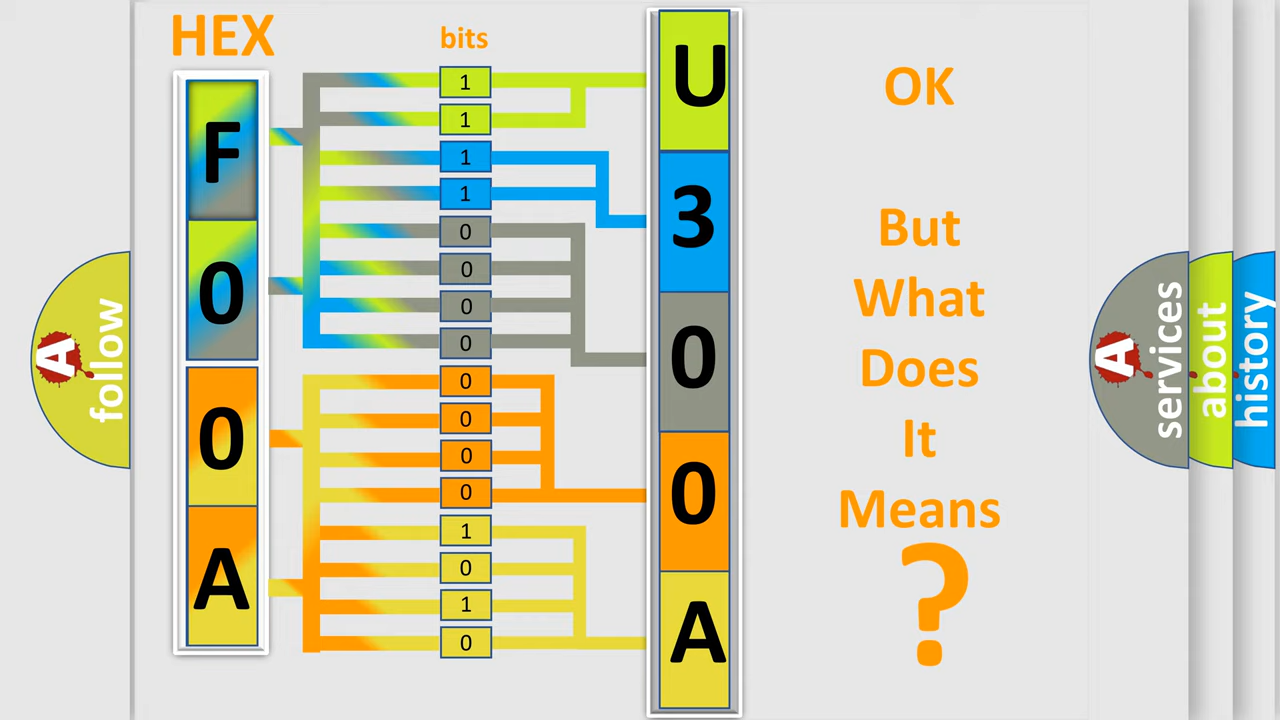 HEX
bits
F
0
0
A
1
1
1
1
0
0
0
0
0
0
0
0
1
0
1
0
U
3
0
0
A
OK
But
What
Does
It
Means
?
A
follow
A
services
about
history